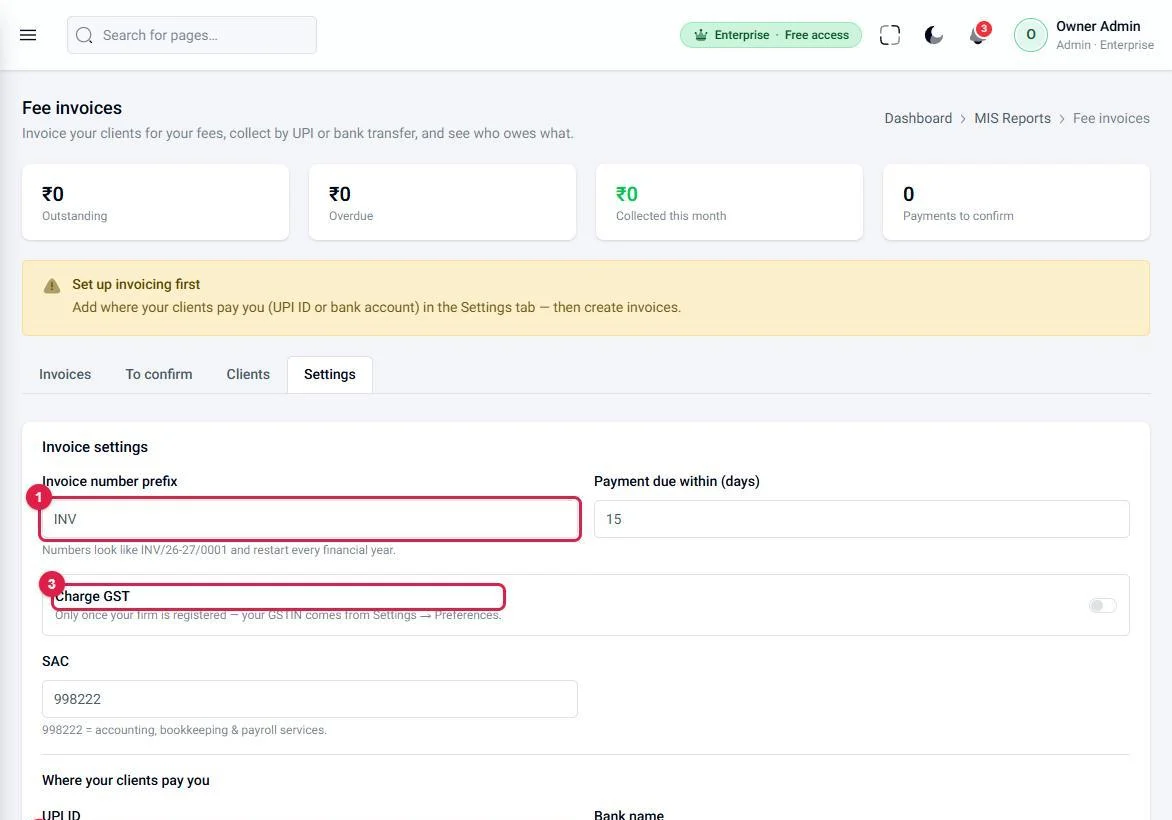 Search for pages...
Enterprise · Free access
3
O
Owner Admin
Admin · Enterprise
Fee invoices
Invoice your clients for your fees, collect by UPI or bank transfer, and see who owes what.
Dashboard > MIS Reports > Fee invoices
₹0
Outstanding
₹0
Overdue
₹0
Collected this month
0
Payments to confirm
Set up invoicing first
Add where your clients pay you (UPI ID or bank account) in the Settings tab — then create invoices.
Invoices To confirm Clients Settings
Invoice settings
Invoice number prefix
1
INV
Numbers look like INV/26-27/0001 and restart every financial year.
Payment due within (days)
15
3
Charge GST
Only once your firm is registered — your GSTIN comes from Settings → Preferences.
SAC
998222
998222 = accounting, bookkeeping & payroll services.
Where your clients pay you
UPI ID
Bank name